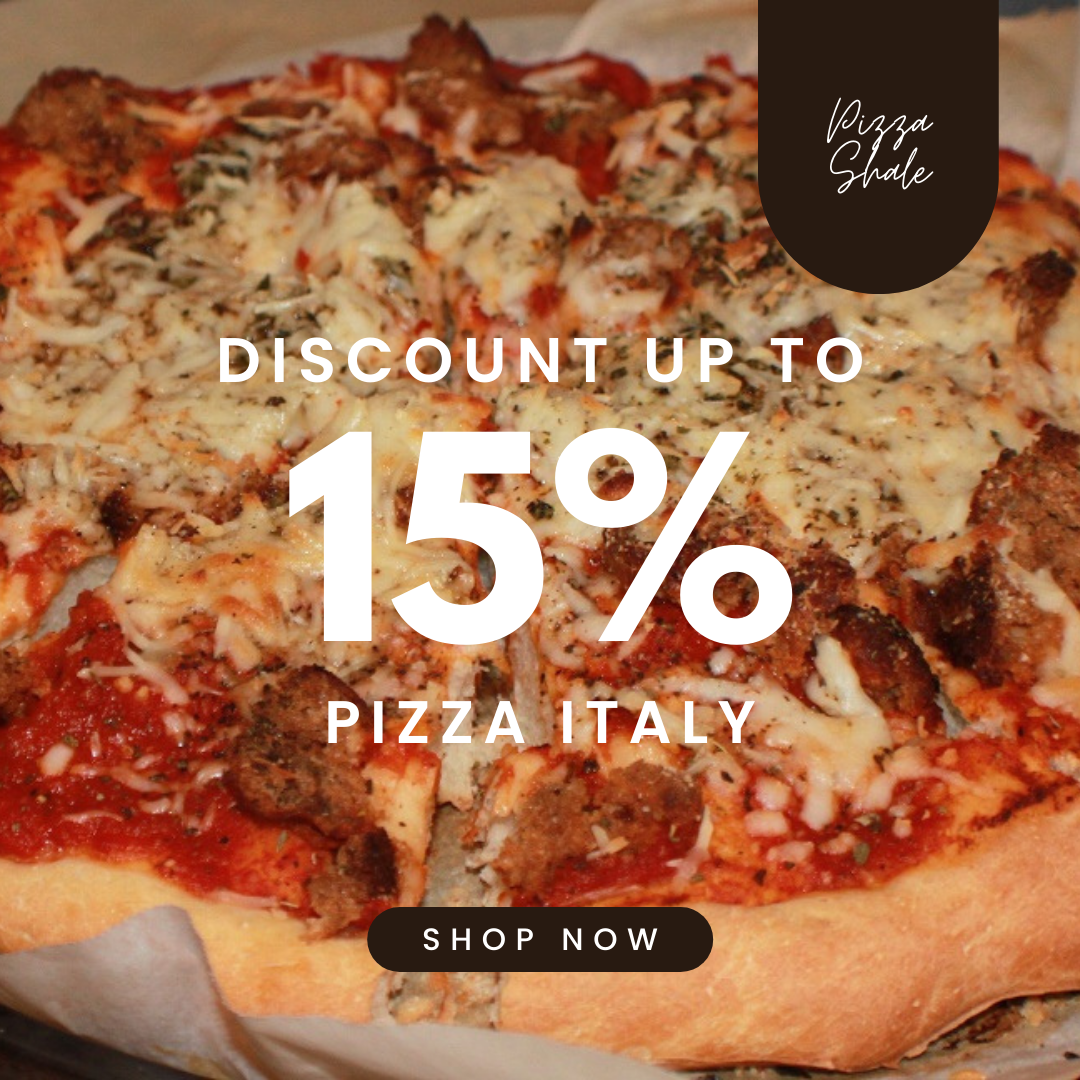 Pizza
Shale
DISCOUNT UP TO
15%
PIZZA ITALY
SHOP NOW